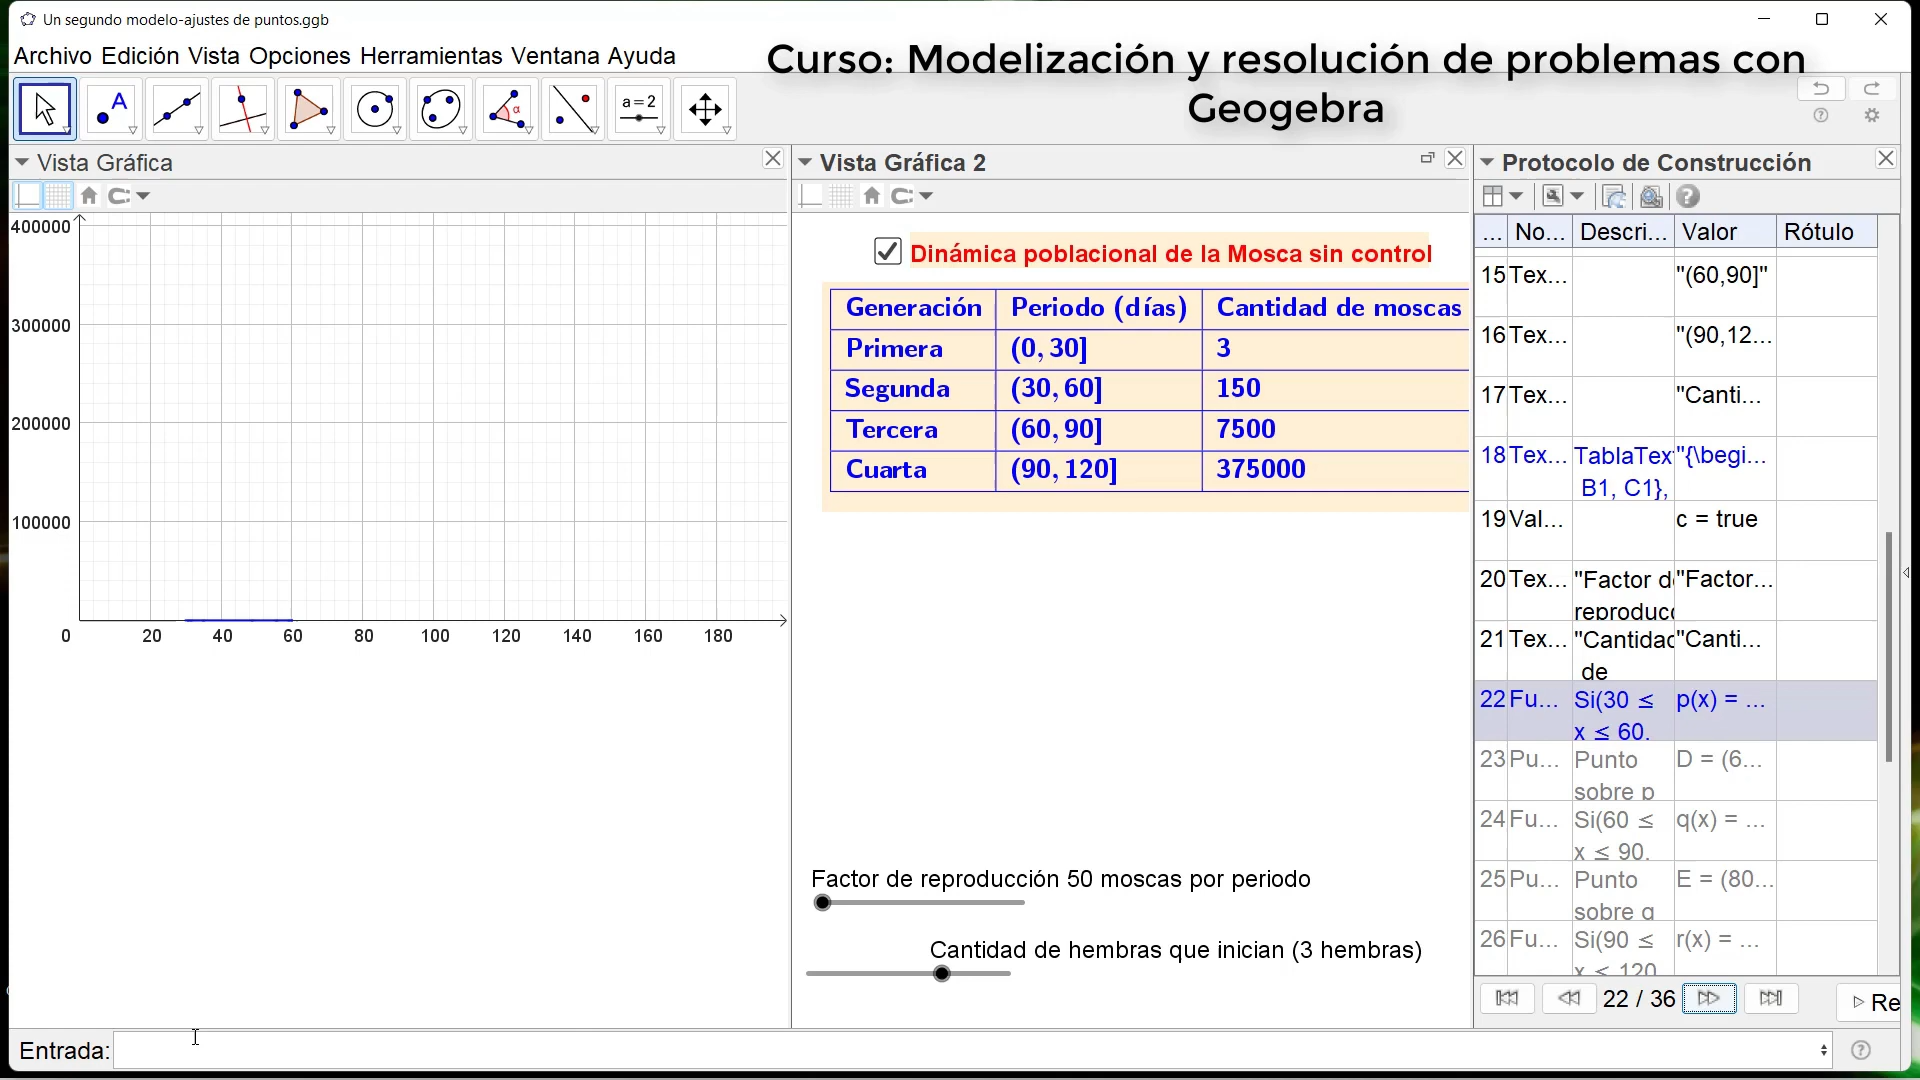 Un segundo modelo-ajustes de puntos.ggb
Archivo Edición Vista Opciones Herramientas Ventana Ayuda
Curso: Modelización y resolución de problemas con
Geogebra
A
α
a=2
Vista Gráfica
Vista Gráfica 2
Protocolo de Construcción
400000
300000
200000
100000
0
20
40
60
80
100
120
140
160
180
Dinámica poblacional de la Mosca sin control
Generación Periodo (días) Cantidad de moscas
Primera (0, 30] 3
Segunda (30, 60] 150
Tercera (60, 90] 7500
Cuarta (90, 120] 375000
Factor de reproducción 50 moscas por periodo
Cantidad de hembras que inician (3 hembras)
... No... Descri... Valor Rótulo
15 Tex... "(60,90]"
16 Tex... "(90,12...
17 Tex... "Canti...
18 Tex... TablaTex "{\begi...
B1, C1},
19 Val... c = true
20 Tex... "Factor d "Factor...
reproduc
21 Tex... "Cantidad "Canti...
de
22 Fu... Si(30 ≤ p(x) = ...
x ≤ 60,
23 Pu... Punto D = (6...
sobre p
24 Fu... Si(60 ≤ q(x) = ...
x ≤ 90,
25 Pu... Punto E = (80...
sobre q
26 Fu... Si(90 ≤ r(x) = ...
x ≤ 120
22 / 36
Re
Entrada: